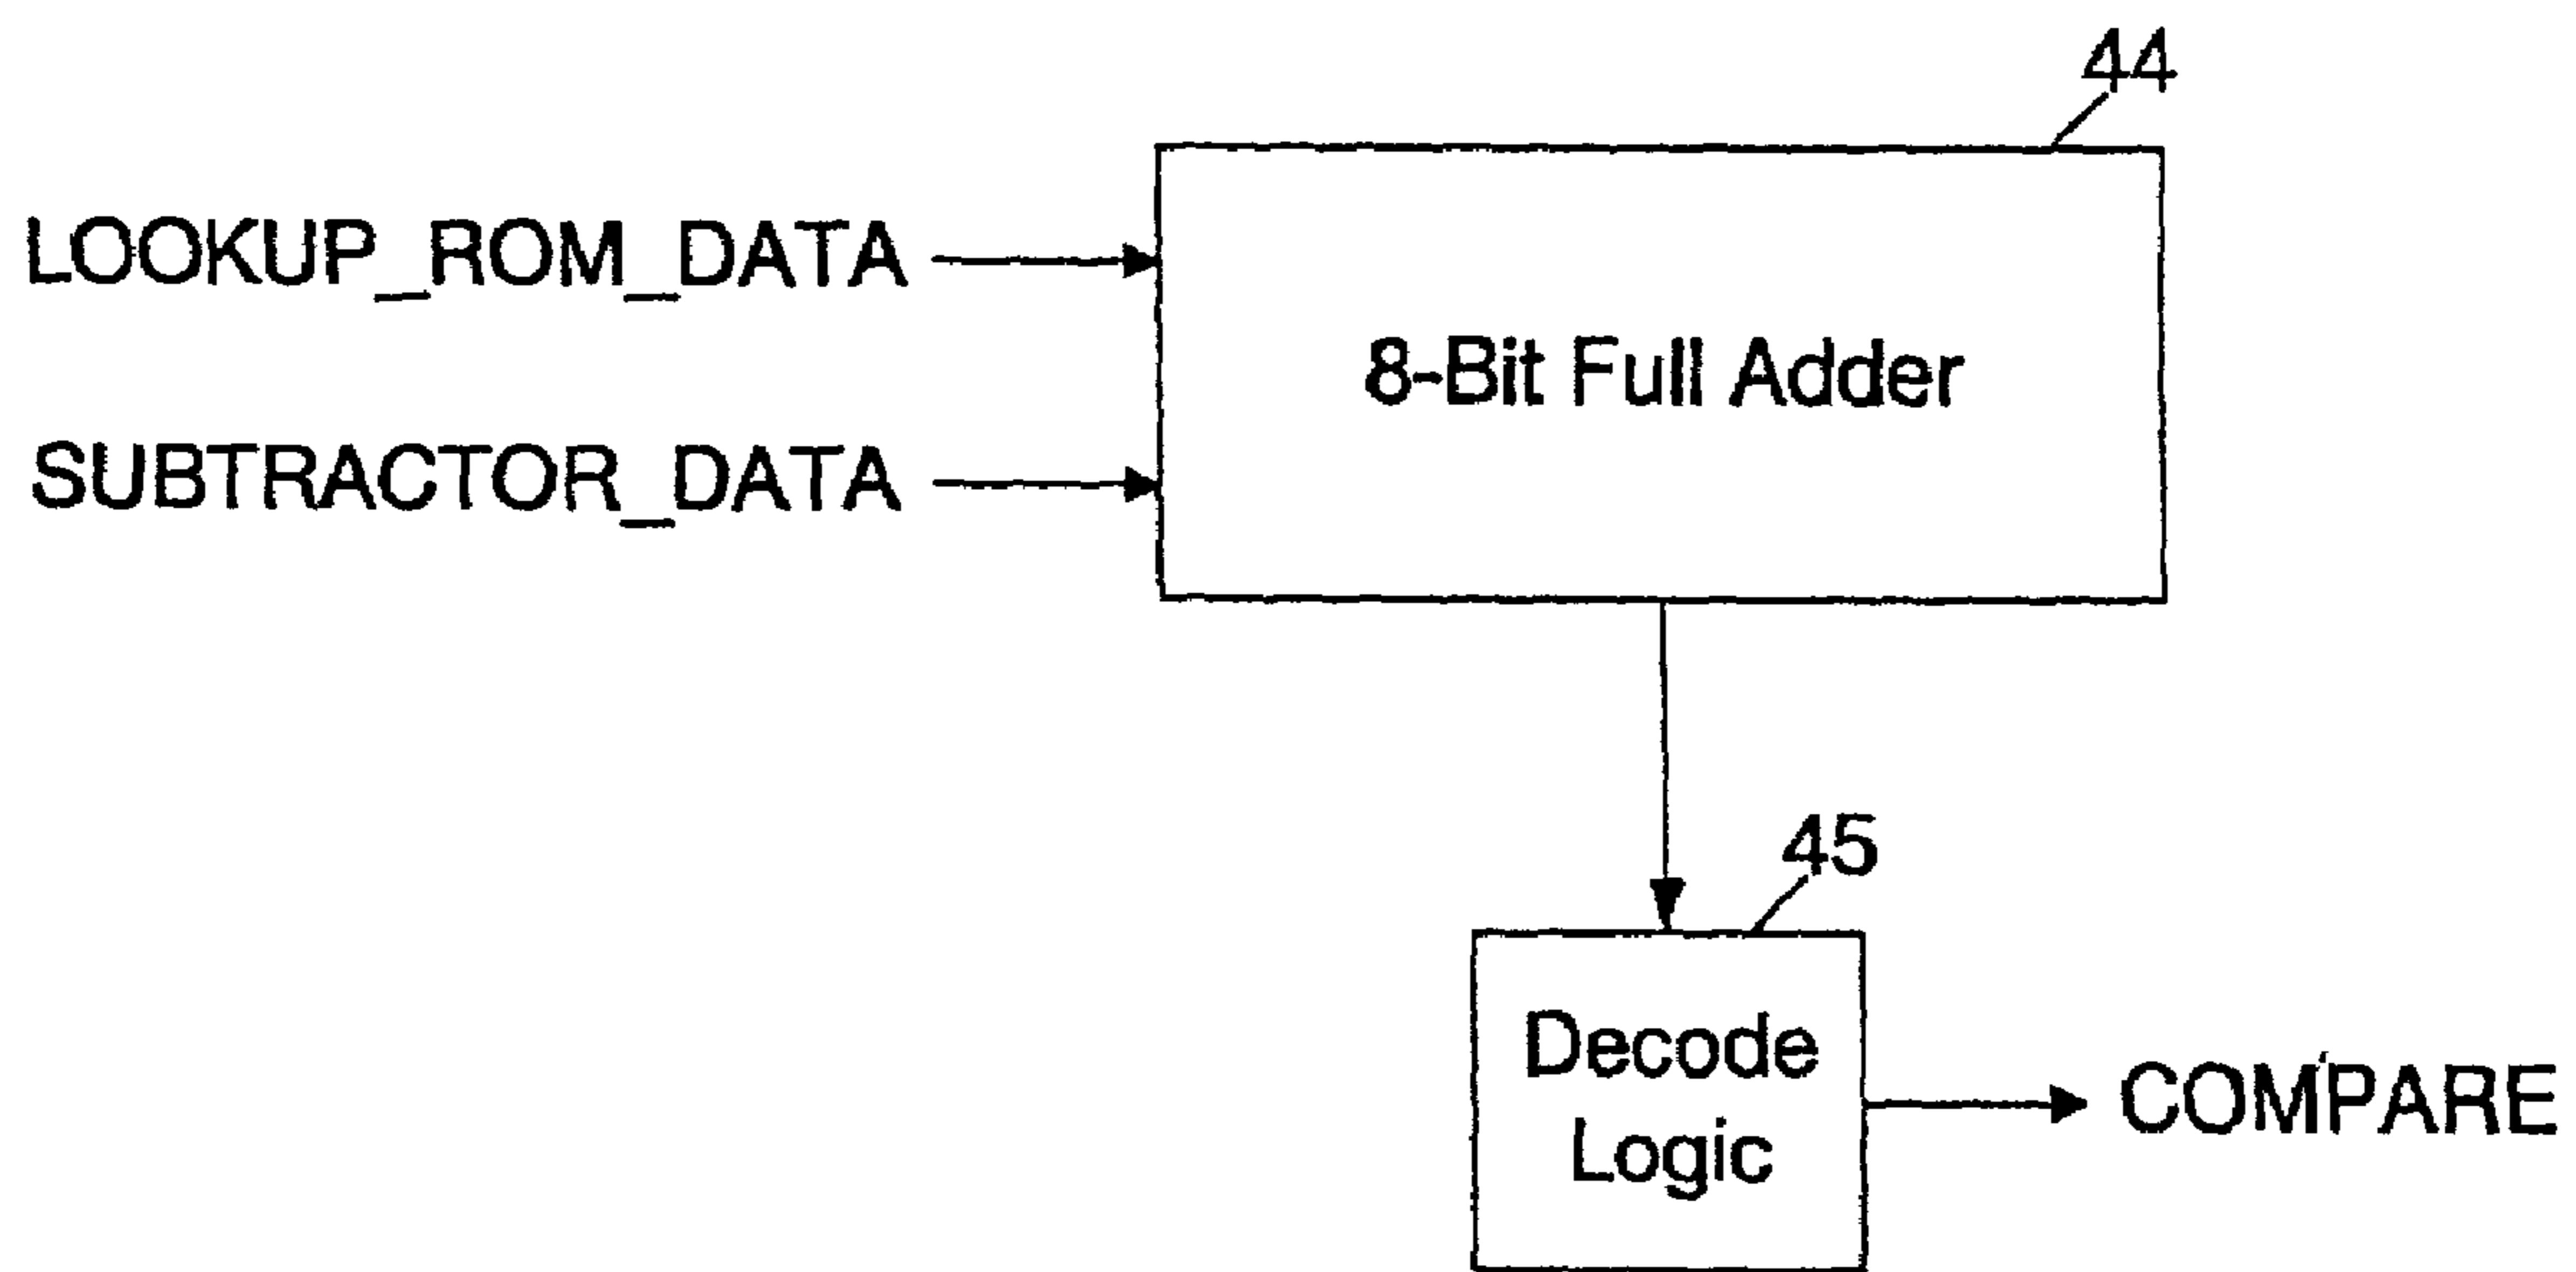 44
LOOKUP_ROM_DATA
8-Bit Full Adder
SUBTRACTOR_DATA
45
Decode
Logic
COMPARE